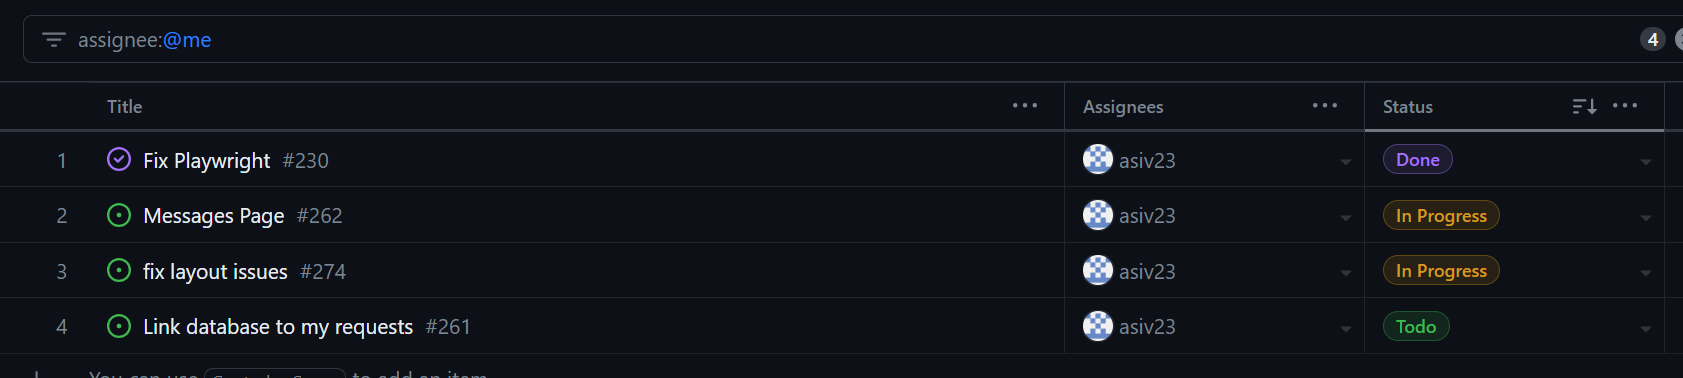 assignee:@me 4
Title Assignees Status
1 Fix Playwright #230 asiv23 Done
2 Messages Page #262 asiv23 In Progress
3 fix layout issues #274 asiv23 In Progress
4 Link database to my requests #261 asiv23 Todo
You can use to add an item